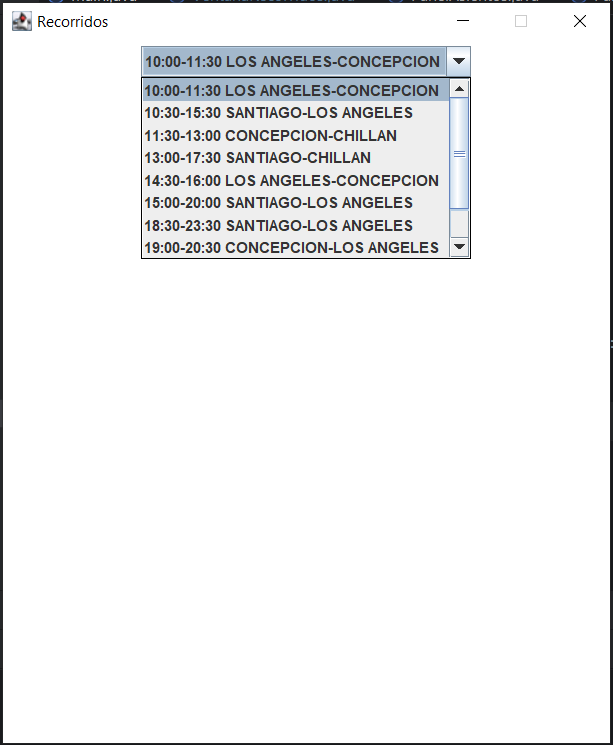 Recorridos
10:00-11:30 LOS ANGELES-CONCEPCION
10:00-11:30 LOS ANGELES-CONCEPCION
10:30-15:30 SANTIAGO-LOS ANGELES
11:30-13:00 CONCEPCION-CHILLAN
13:00-17:30 SANTIAGO-CHILLAN
14:30-16:00 LOS ANGELES-CONCEPCION
15:00-20:00 SANTIAGO-LOS ANGELES
18:30-23:30 SANTIAGO-LOS ANGELES
19:00-20:30 CONCEPCION-LOS ANGELES